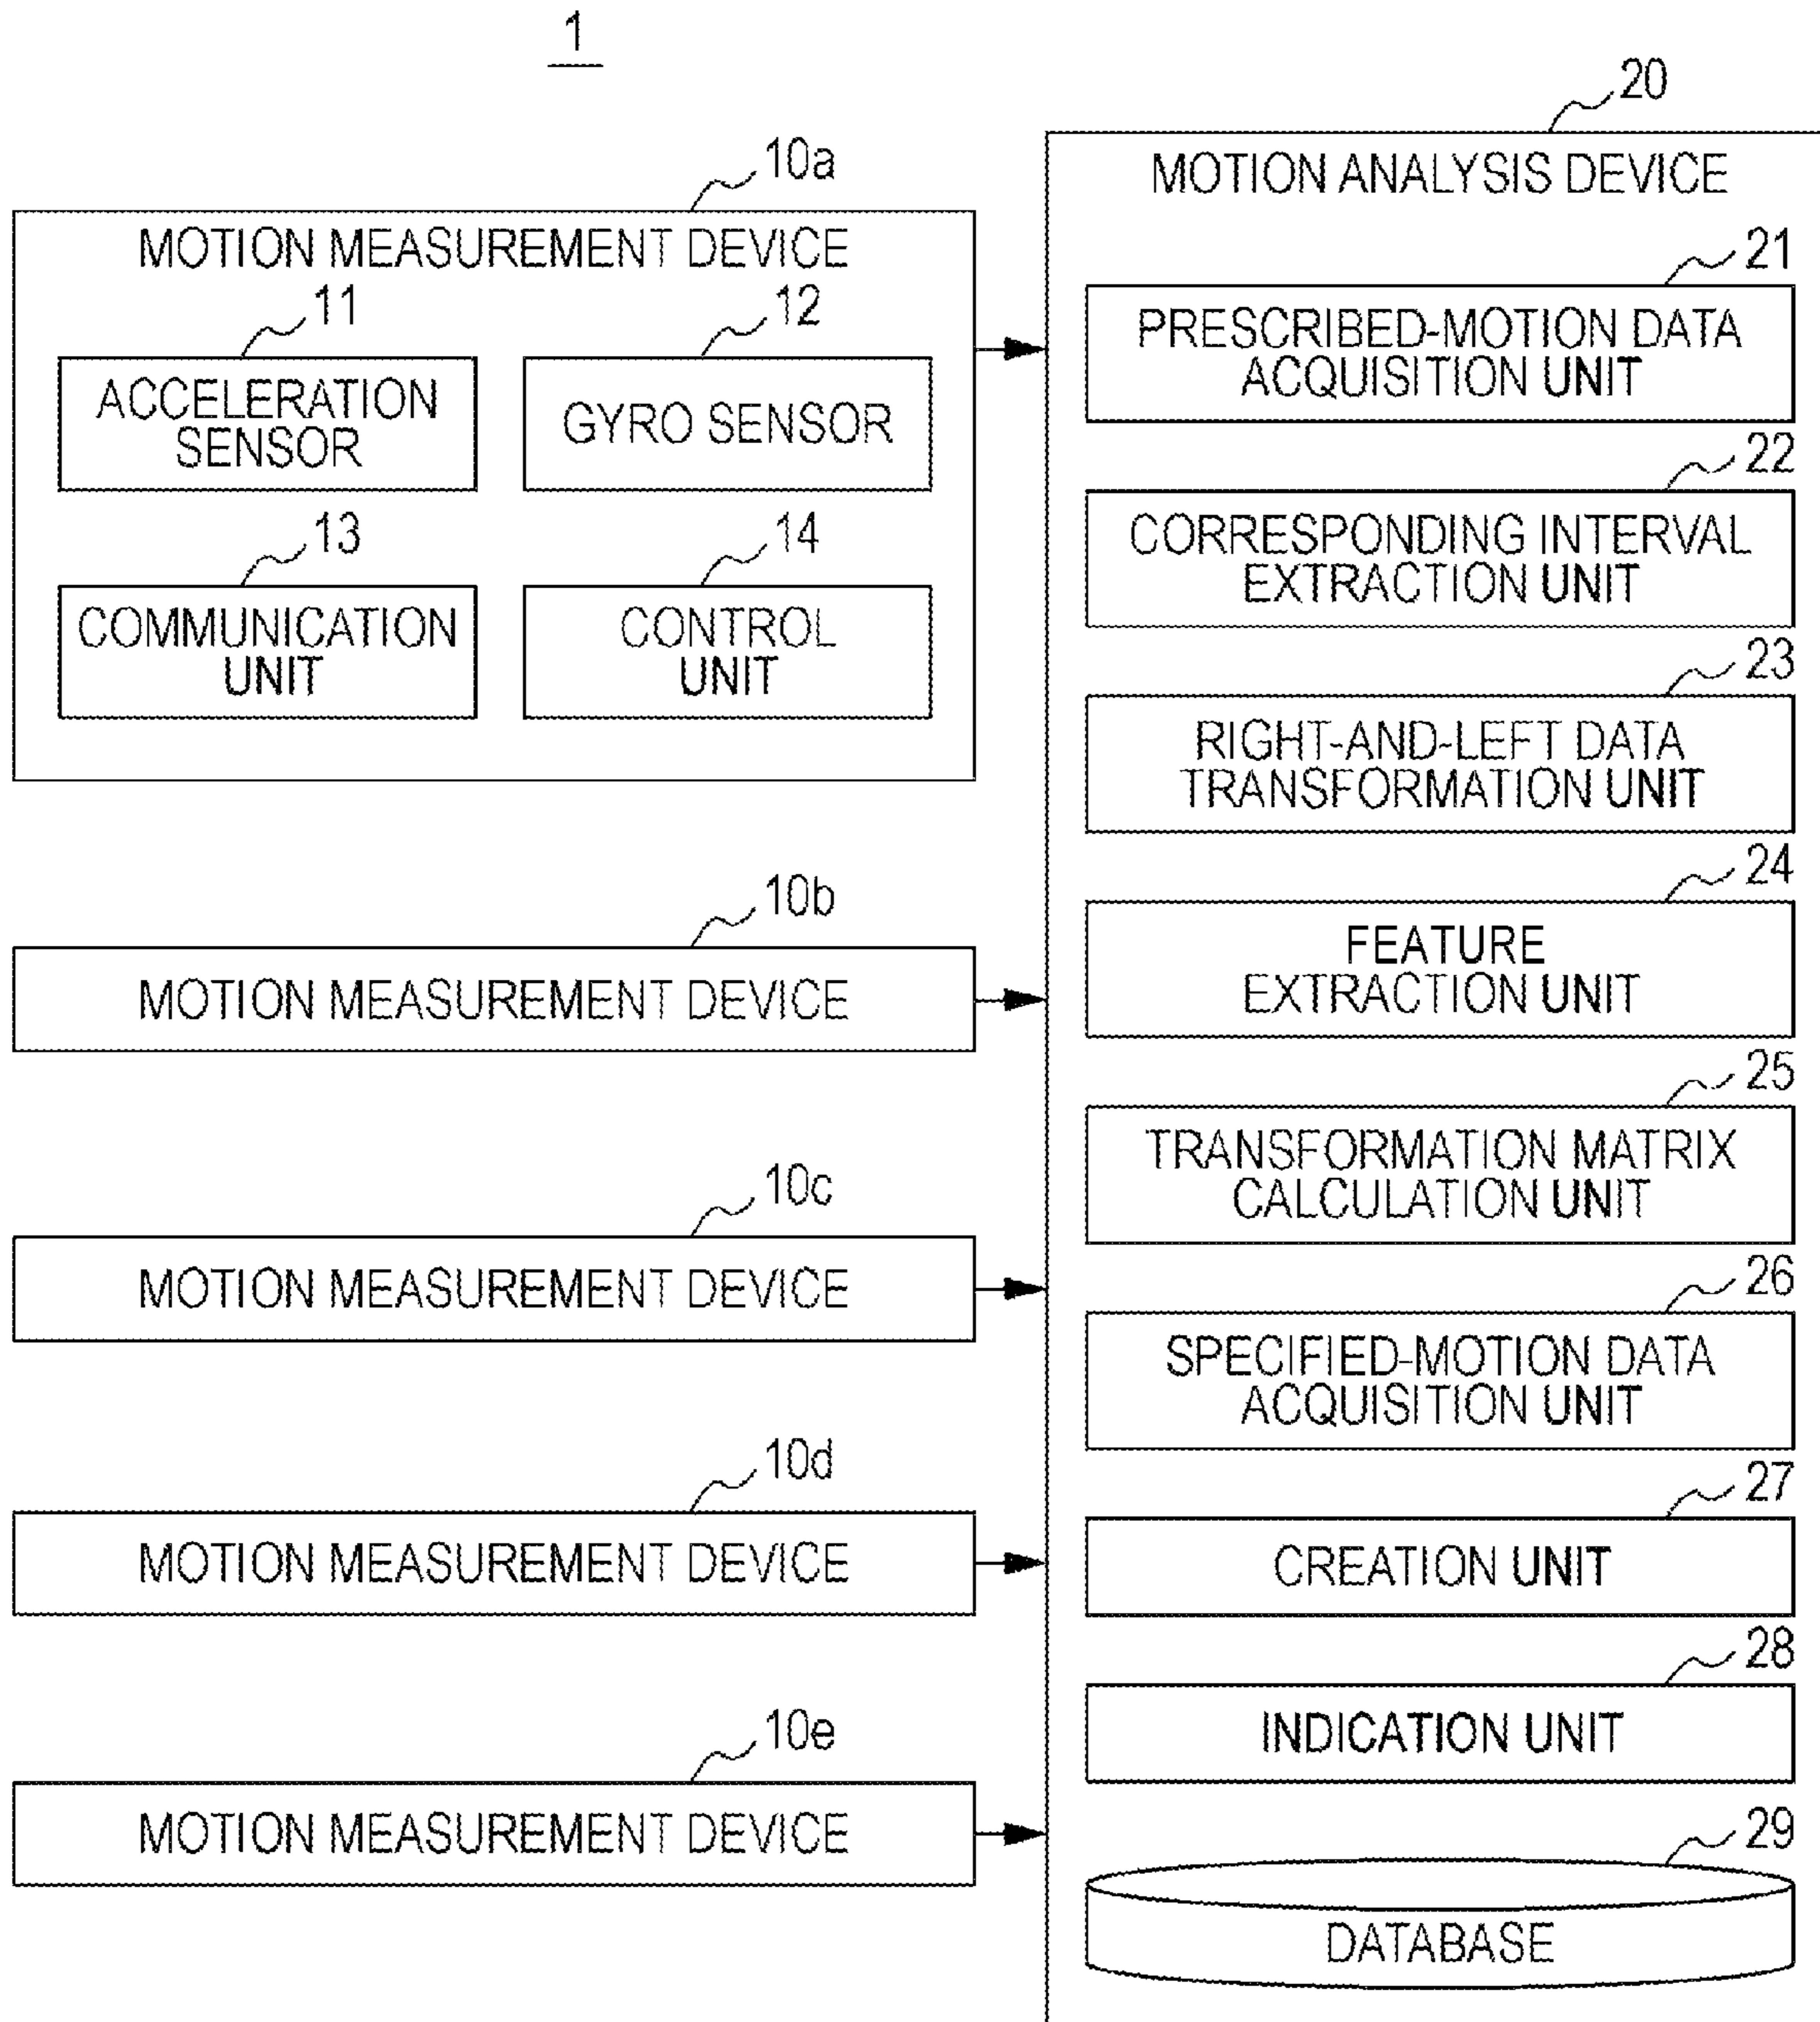 1
10a
MOTION MEASUREMENT DEVICE
11
ACCELERATION
SENSOR
12
GYRO SENSOR
13
COMMUNICATION
UNIT
14
CONTROL
UNIT
10b
MOTION MEASUREMENT DEVICE
10c
MOTION MEASUREMENT DEVICE
10d
MOTION MEASUREMENT DEVICE
10e
MOTION MEASUREMENT DEVICE
20
MOTION ANALYSIS DEVICE
21
PRESCRIBED-MOTION DATA
ACQUISITION UNIT
22
CORRESPONDING INTERVAL
EXTRACTION UNIT
23
RIGHT-AND-LEFT DATA
TRANSFORMATION UNIT
24
FEATURE
EXTRACTION UNIT
25
TRANSFORMATION MATRIX
CALCULATION UNIT
26
SPECIFIED-MOTION DATA
ACQUISITION UNIT
27
CREATION UNIT
28
INDICATION UNIT
29
DATABASE